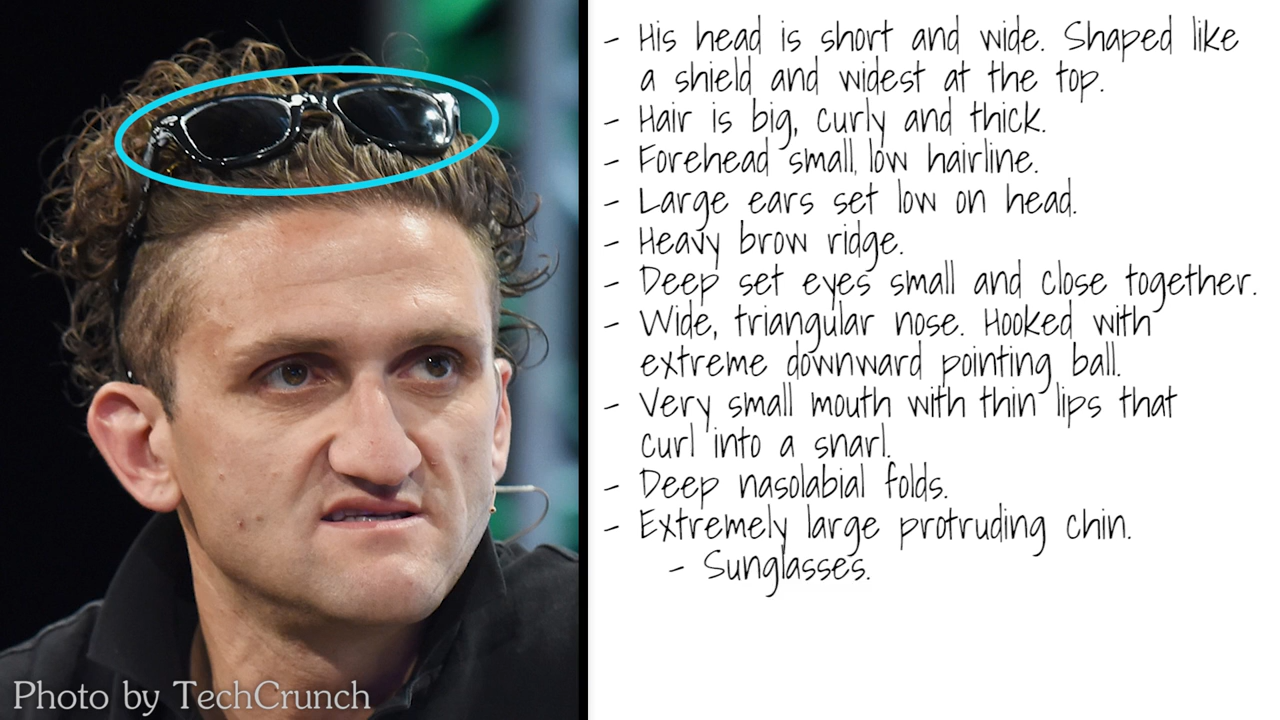 - His head is short and wide. Shaped like
a shield and widest at the top.
- Hair is big, curly and thick.
- Forehead small, low hairline.
- Large ears set low on head.
- Heavy brow ridge.
- Deep set eyes small and close together.
- Wide, triangular nose. Hooked with
extreme downward pointing ball.
- Very small mouth with thin lips that
curl into a snarl.
- Deep nasolabial folds.
- Extremely large protruding chin.
- Sunglasses.
Photo by TechCrunch